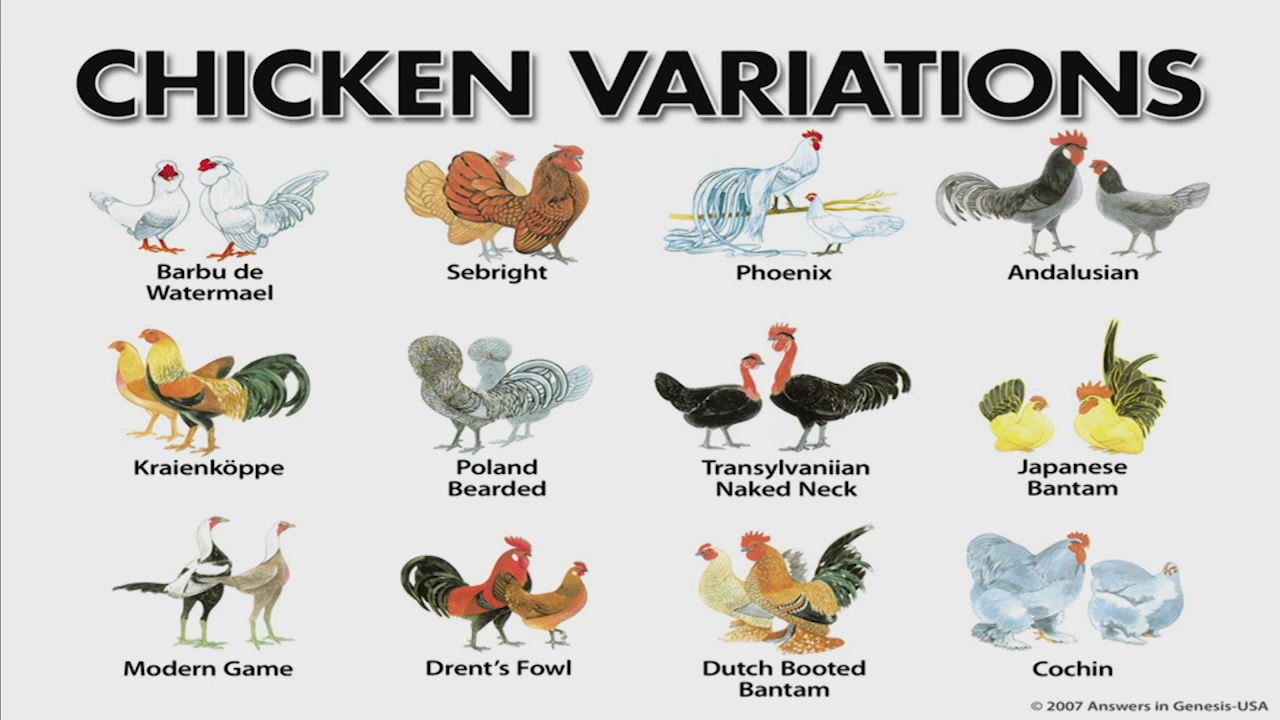 CHICKEN VARIATIONS
Barbu de
Watermael
Sebright
Phoenix
Andalusian
Kraienköppe
Poland
Bearded
Transylvaniian
Naked Neck
Japanese
Bantam
Modern Game
Drent's Fowl
Dutch Booted
Bantam
Cochin
© 2007 Answers in Genesis-USA